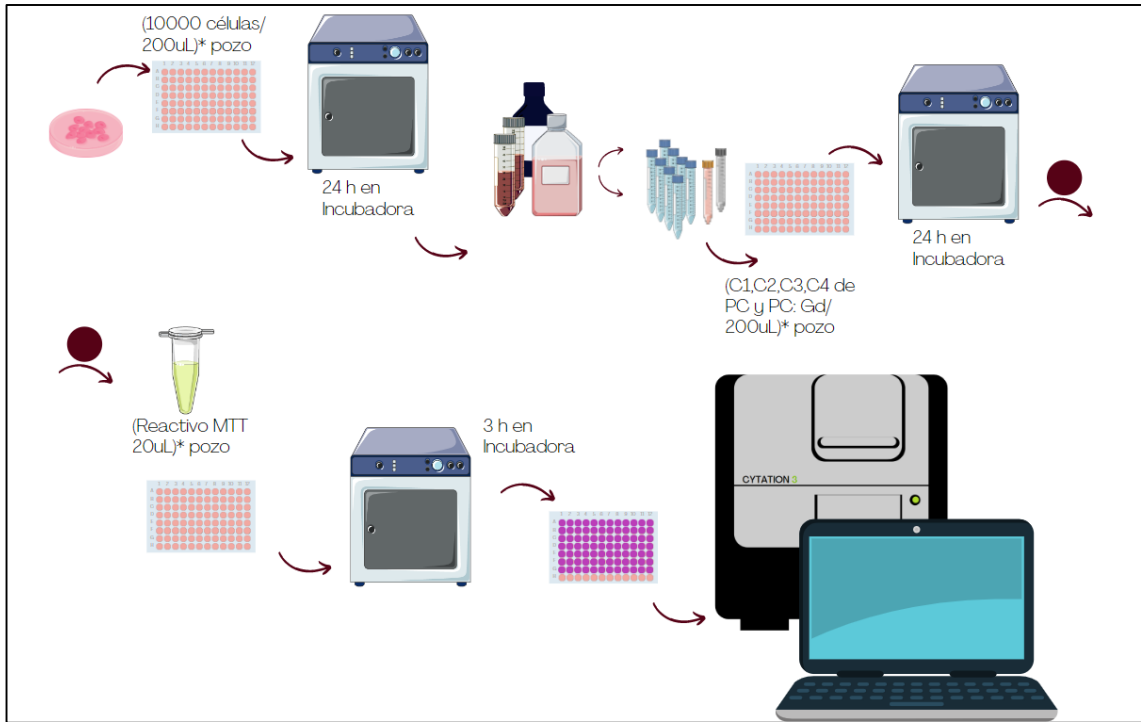 (10000 células/
200uL)* pozo
24 h en
Incubadora
(C1,C2,C3,C4 de
PC y PC: Gd/
200uL)* pozo
24 h en
Incubadora
(Reactivo MTT
20uL)* pozo
3 h en
Incubadora
CYTATION 3